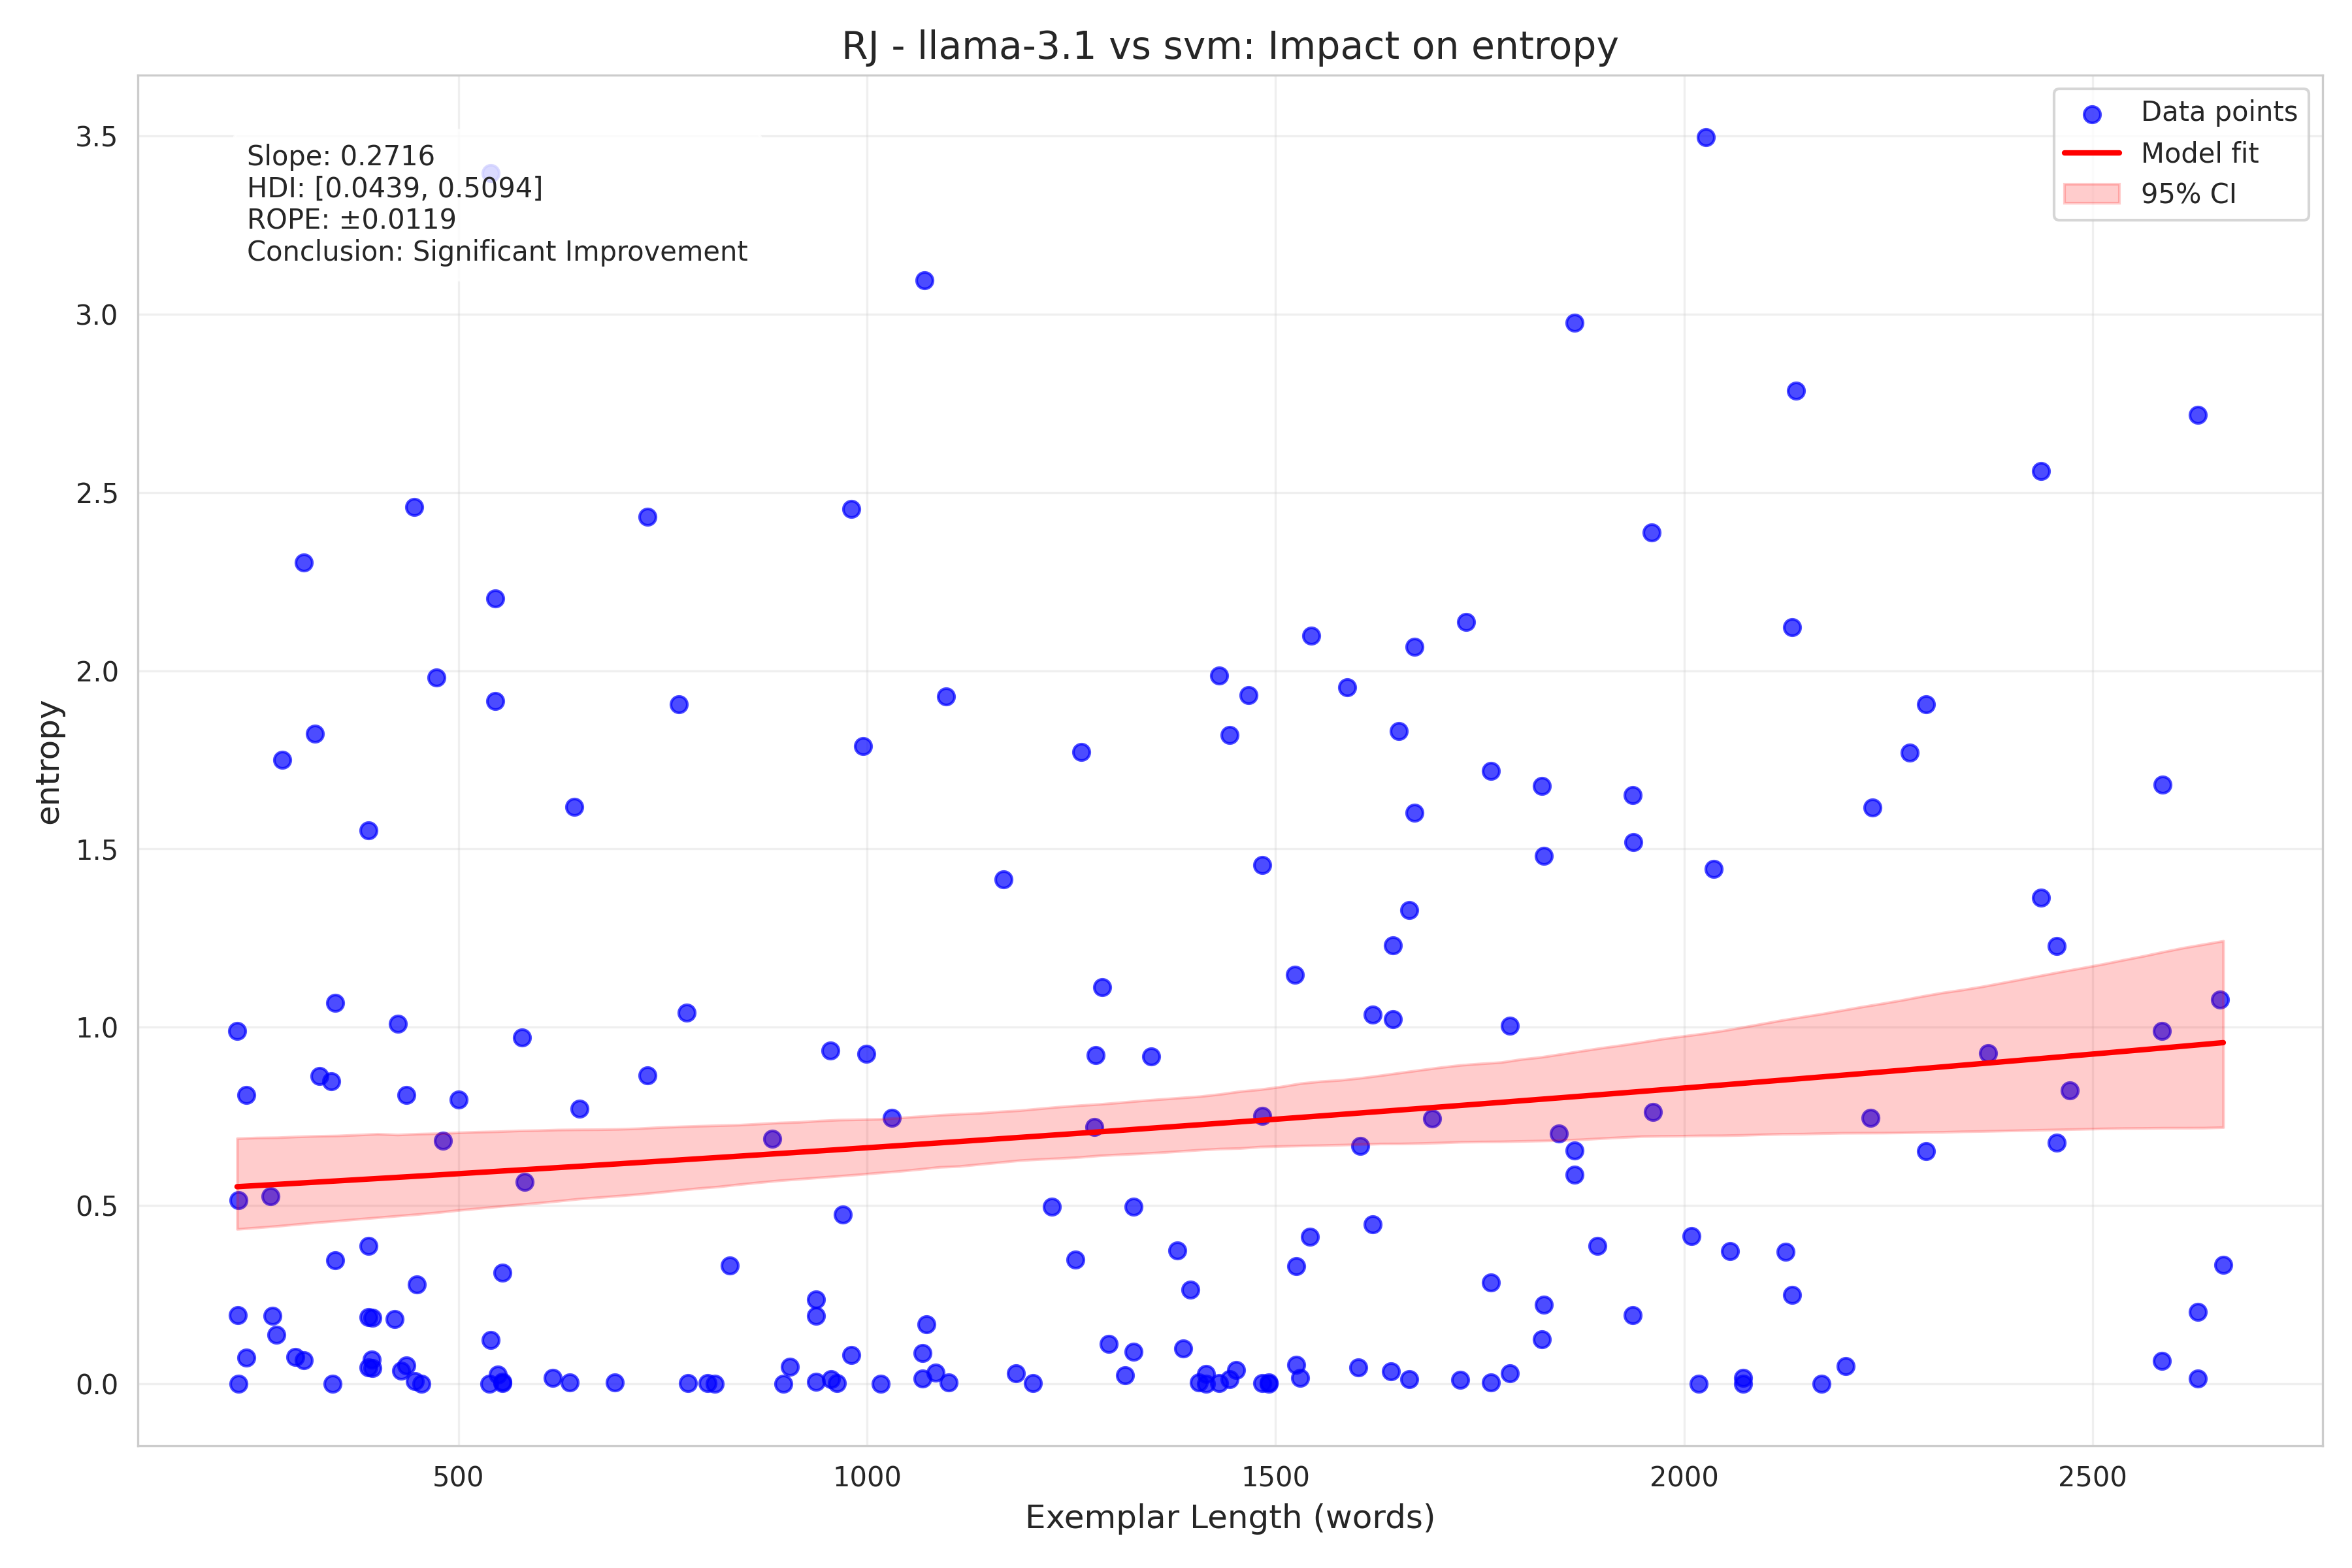 RJ - llama-3.1 vs svm: Impact on entropy
Slope: 0.2716
HDI: [0.0439, 0.5094]
ROPE: ±0.0119
Conclusion: Significant Improvement
Data points
Model fit
95% CI
entropy
3.5
3.0
2.5
2.0
1.5
1.0
0.5
0.0
500
1000
1500
2000
2500
Exemplar Length (words)